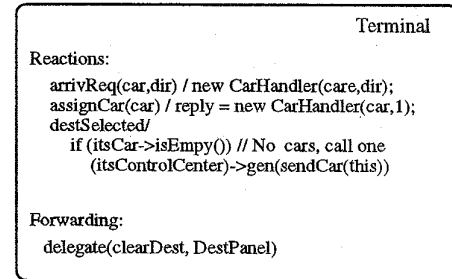 Terminal
Reactions:
arrivReq(car,dir) / new CarHandler(care,dir);
assignCar(car) / reply = new CarHandler(car,1);
destSelected/
if (itsCar->isEmpy()) // No cars, call one
(itsControlCenter)->gen(sendCar(this))
Forwarding:
delegate(clearDest, DestPanel)